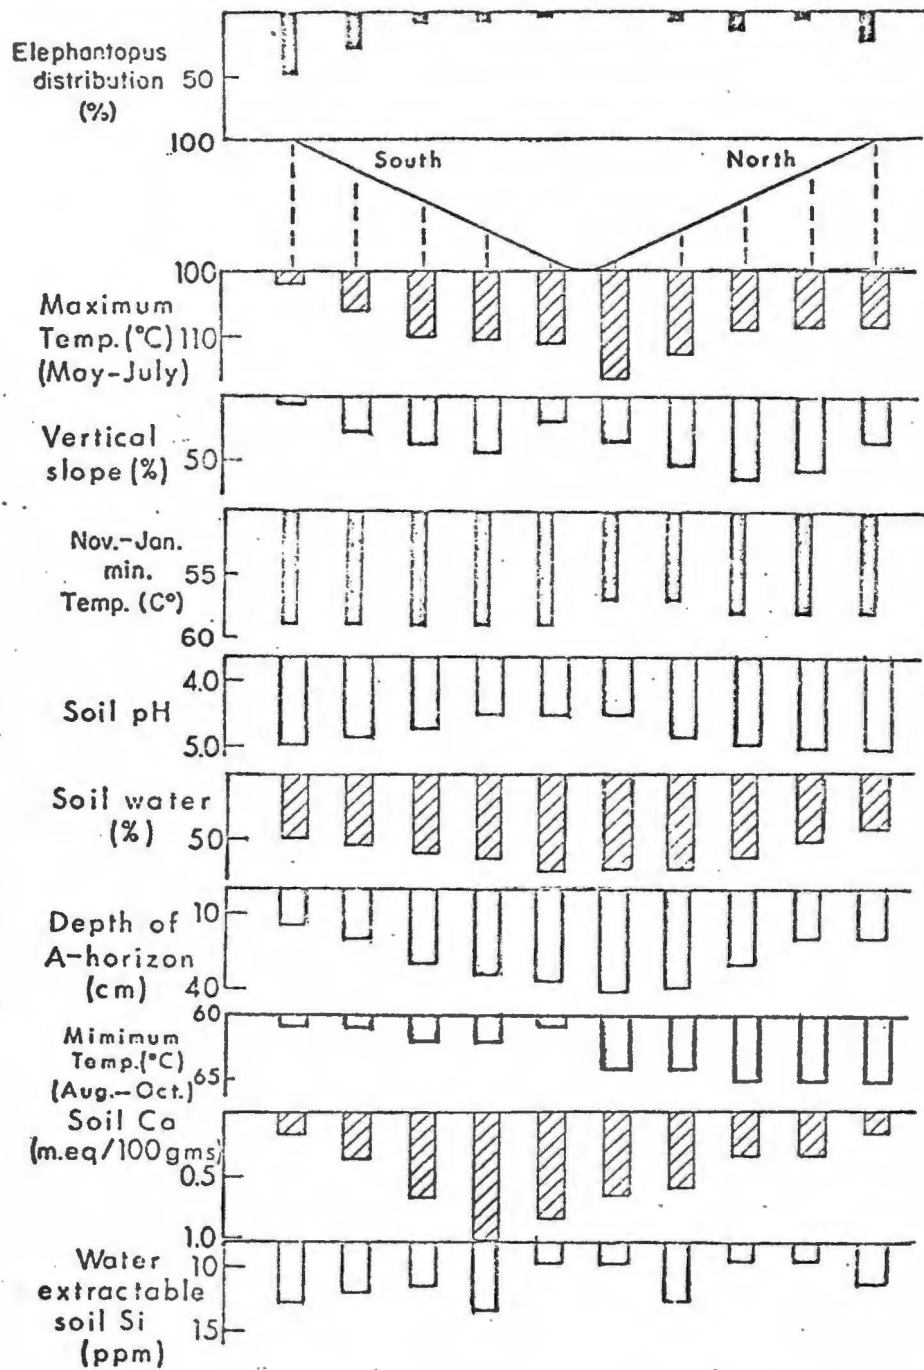 Elephantopus
distribution
(%)
50
100
South
North
100
Maximum
Temp. (°C)
(May-July)
110
Vertical
slope (%)
50
Nov.-Jan.
min.
Temp. (C°)
55
60
Soil pH
4.0
5.0
Soil water
(%)
50
Depth of
A-horizon
(cm)
10
40
Mimimum
Temp. (°C)
(Aug.-Oct.)
60
65
Soil Ca
(m.eq/100 gms)
0.5
1.0
Water
extractable
soil Si
(ppm)
10
15